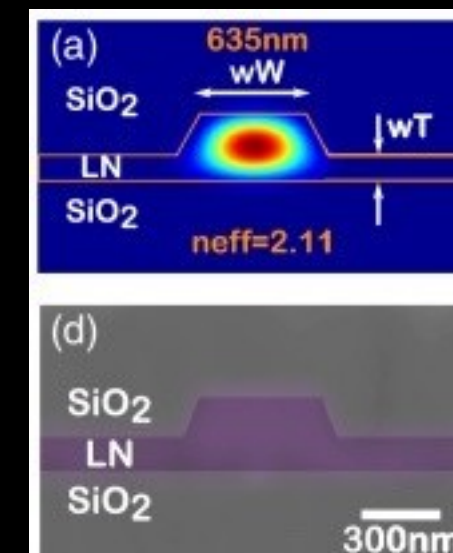 (a)
635nm
wW
SiO₂
wT
LN
SiO₂
neff=2.11
(d)
SiO₂
LN
SiO₂
300nm